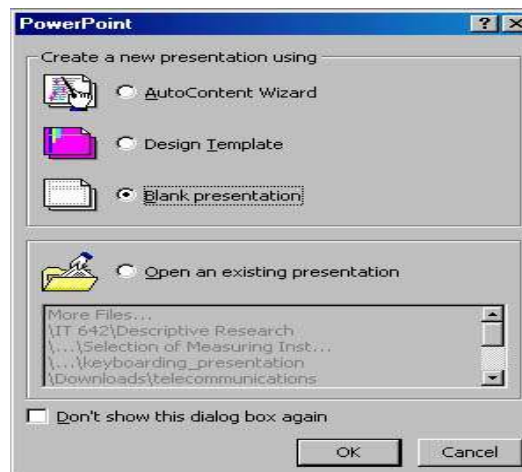 PowerPoint
Create a new presentation using
AutoContent Wizard
Design Template
Blank presentation
Open an existing presentation
More Files...
\IT 642\Descriptive Research
\...\Selection of Measuring Inst...
\...\keyboarding_presentation
\Downloads\telecommunications
Don't show this dialog box again
OK Cancel